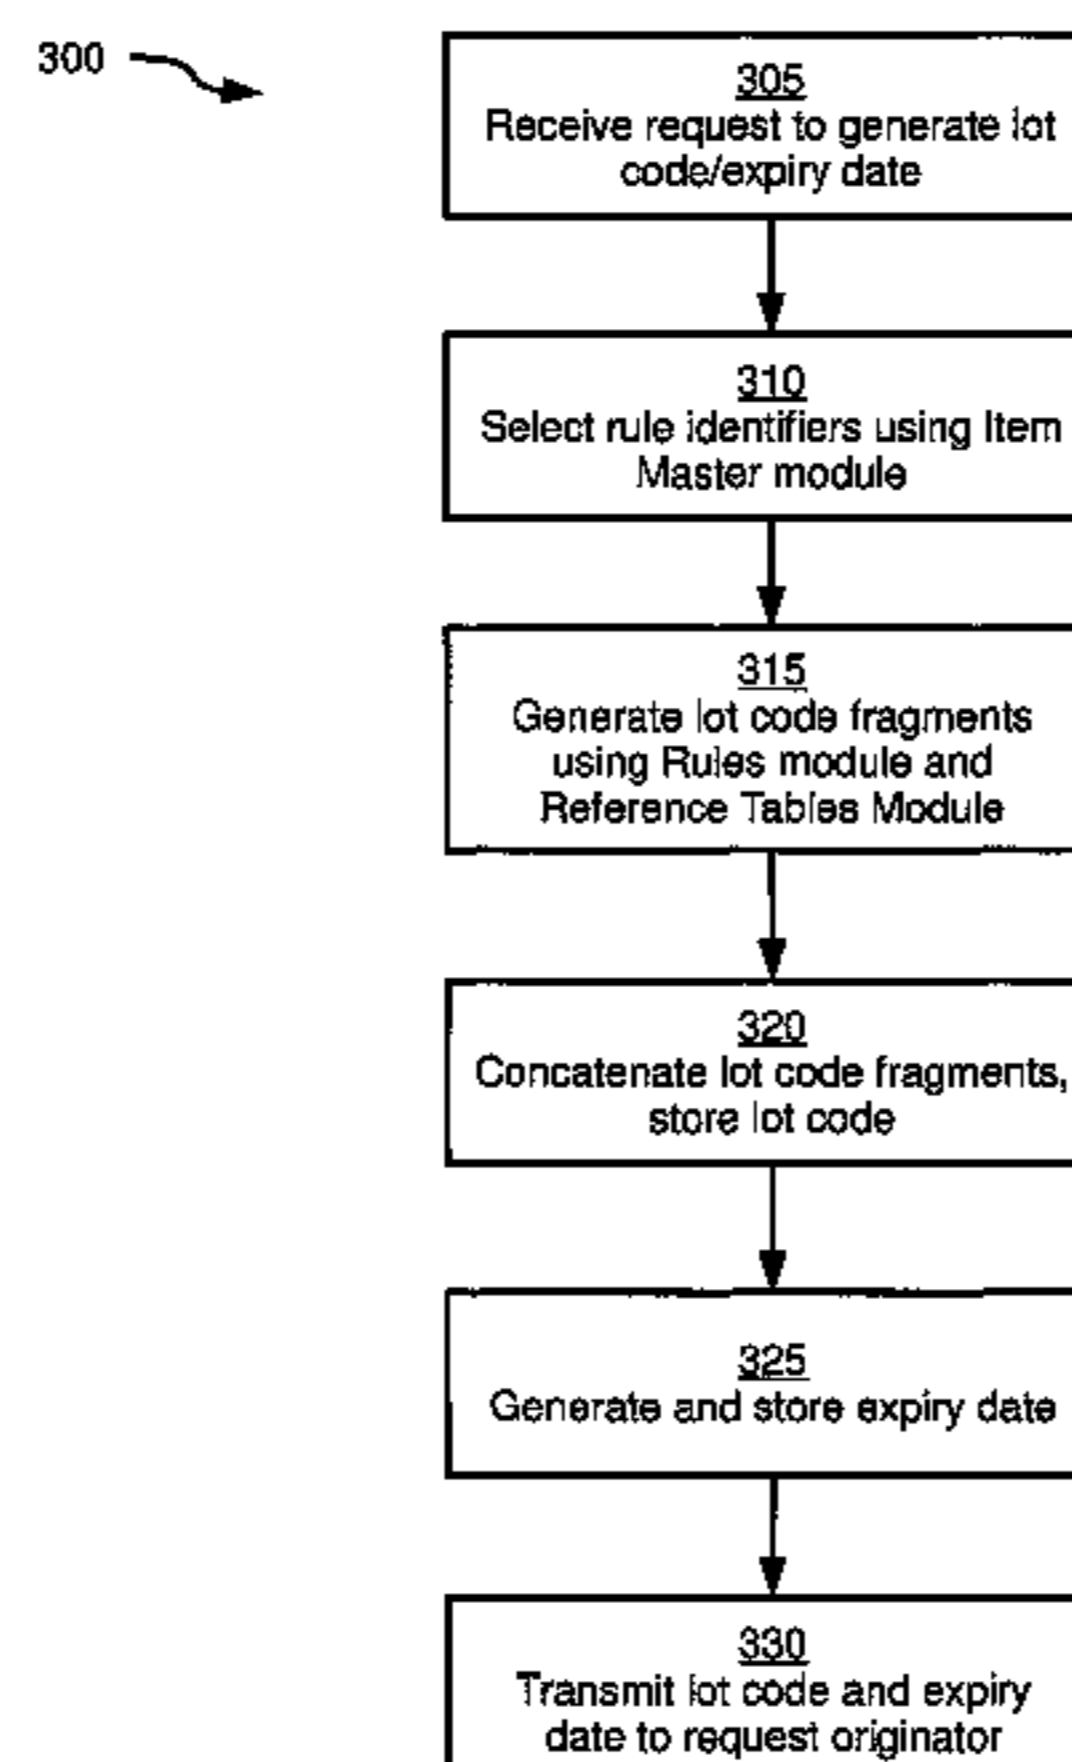 300
305
Receive request to generate lot
code/expiry date
310
Select rule identifiers using Item
Master module
315
Generate lot code fragments
using Rules module and
Reference Tables Module
320
Concatenate lot code fragments,
store lot code
325
Generate and store expiry date
330
Transmit lot code and expiry
date to request originator